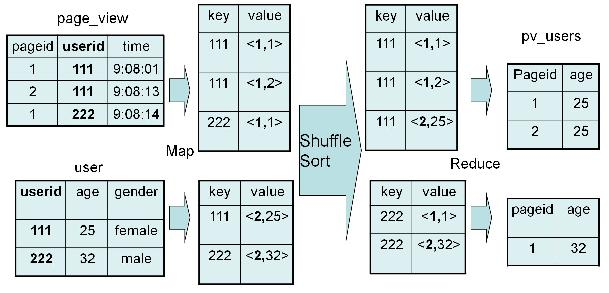 page_view
pageid userid time
1 111 9:08:01
2 111 9:08:13
1 222 9:08:14
key value
111 <1,1>
111 <1,2>
222 <1,1>
Map
user
userid age gender
111 25 female
222 32 male
key value
111 <2,25>
222 <2,32>
Shuffle
Sort
key value
111 <1,1>
111 <1,2>
111 <2,25>
Reduce
key value
222 <1,1>
222 <2,32>
pv_users
Pageid age
1 25
2 25
pageid age
1 32